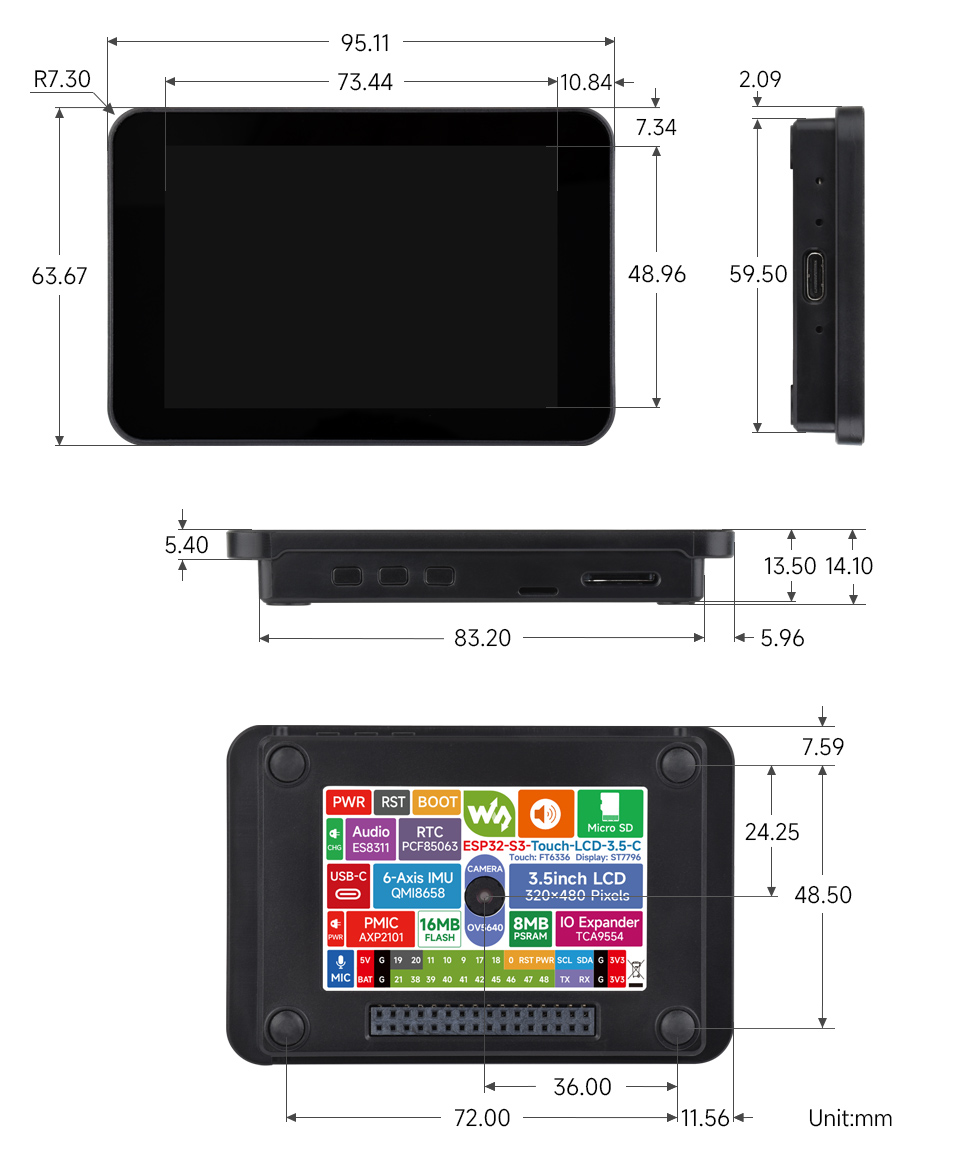 95.11
R7.30
73.44
10.84
7.34
2.09
63.67
48.96
59.50
5.40
13.50
14.10
83.20
5.96
7.59
24.25
48.50
PWR
RST
BOOT
Micro SD
CHG
Audio
ES8311
RTC
PCF85063
ESP32-S3-Touch-LCD-3.5-C
Touch: FT6336 Display: ST7796
USB-C
6-Axis IMU
QMI8658
CAMERA
OV5640
3.5inch LCD
320×480 Pixels
PWR
PMIC
AXP2101
16MB
FLASH
8MB
PSRAM
IO Expander
TCA9554
MIC
5V G 19 20 11 10 9 17 18 0 RST PWR SCL SDA G 3V3
BAT G 21 38 39 40 41 42 45 46 47 48 TX RX G 3V3
36.00
72.00
11.56
Unit:mm